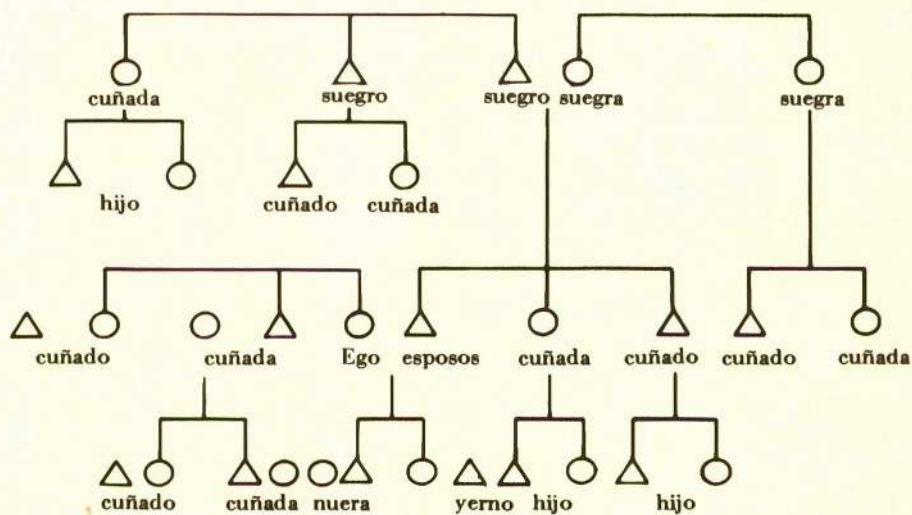 cuñada suegro suegro suegra suegra
hijo cuñado cuñada
cuñado cuñada Ego esposos cuñada cuñado cuñado cuñada
cuñado cuñada nuera yerno hijo hijo